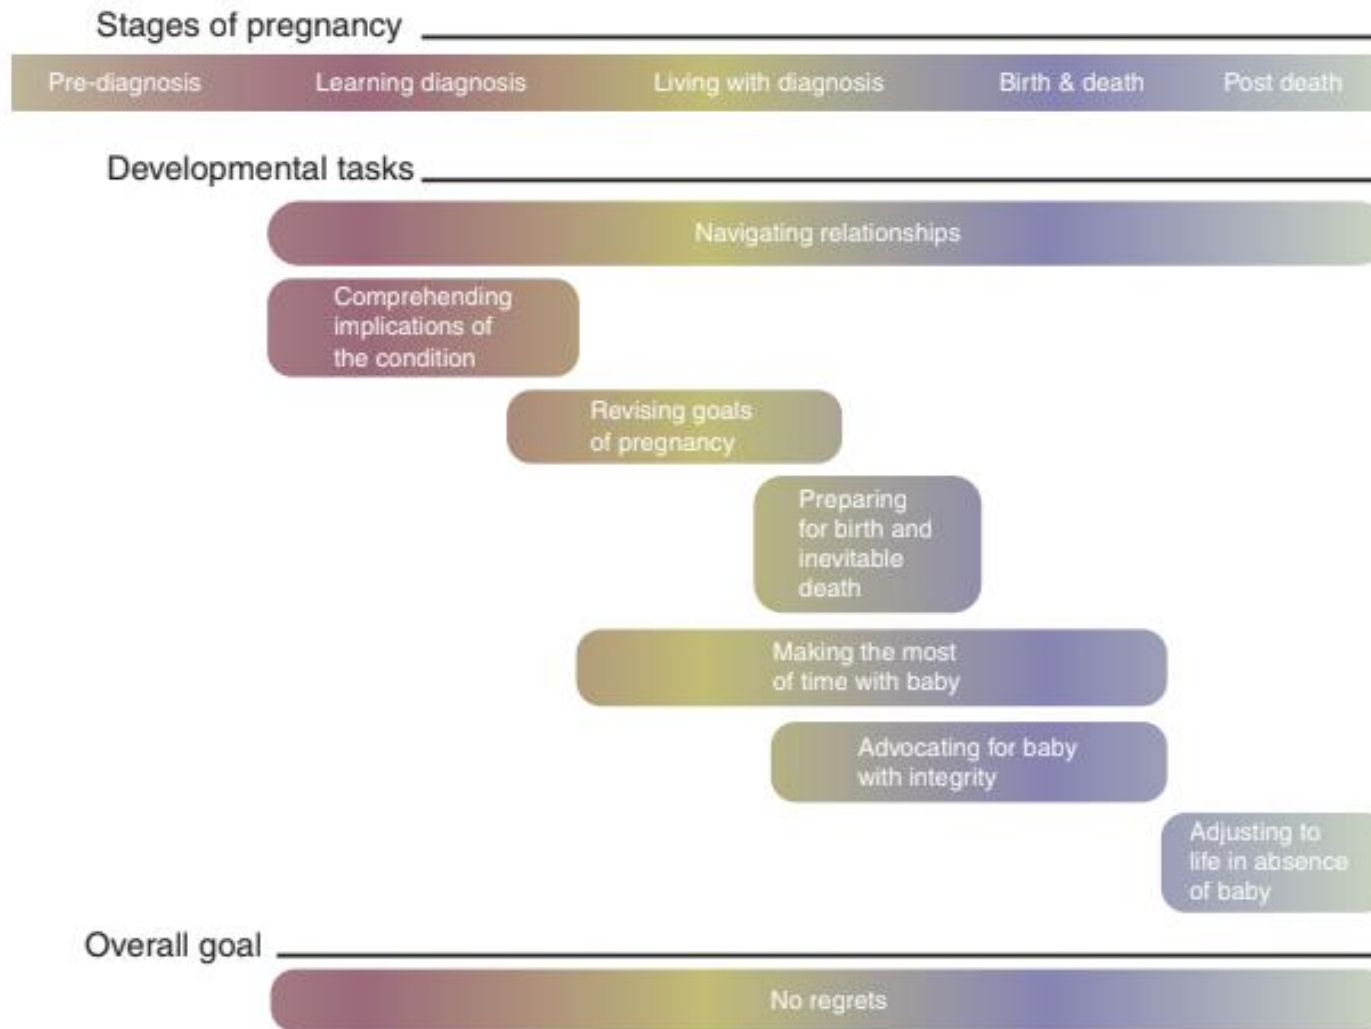 Stages of pregnancy
Pre-diagnosis Learning diagnosis Living with diagnosis Birth & death Post death
Developmental tasks
Navigating relationships
Comprehending
implications of
the condition
Revising goals
of pregnancy
Preparing
for birth and
inevitable
death
Making the most
of time with baby
Advocating for baby
with integrity
Adjusting to
life in absence
of baby
Overall goal
No regrets